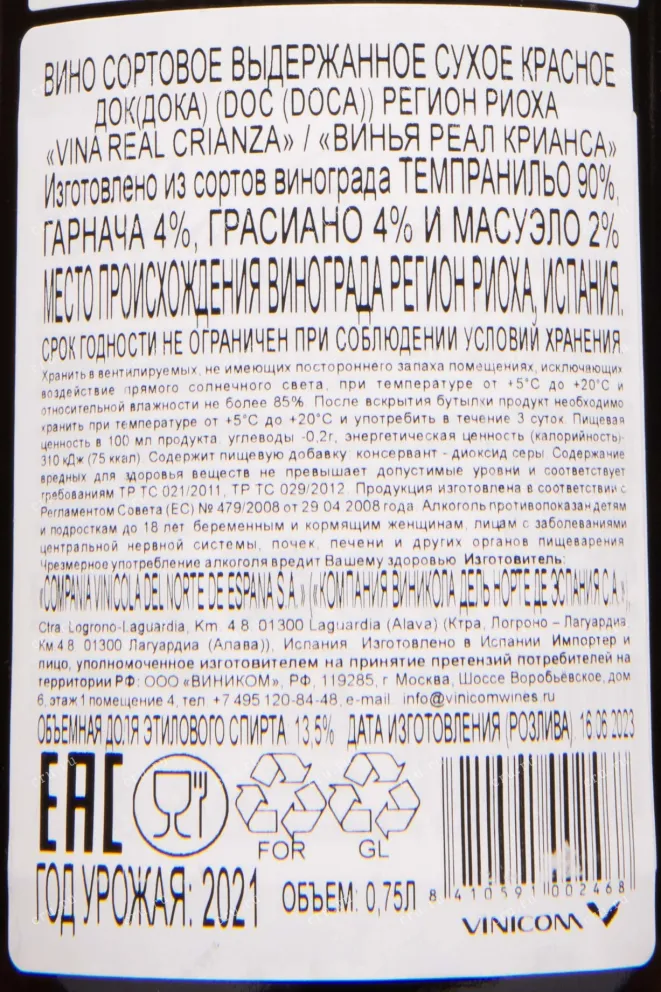 ВИНО СОРТОВОЕ ВЫДЕРЖАННОЕ СУХОЕ КРАСНОЕ
ДОК(ДОКА) (DOC (DOCA)) РЕГИОН РИОХА
«VINA REAL CRIANZA» / «ВИНЬЯ РЕАЛ КРИАНСА»
Изготовлено из сортов винограда ТЕМПРАНИЛЬО 90%,
ГАРНАЧА 4%, ГРАСИАНО 4% И МАСУЭЛО 2%
МЕСТО ПРОИСХОЖДЕНИЯ ВИНОГРАДА РЕГИОН РИОХА, ИСПАНИЯ.
СРОК ГОДНОСТИ НЕ ОГРАНИЧЕН ПРИ СОБЛЮДЕНИИ УСЛОВИЙ ХРАНЕНИЯ
Хранить в вентилируемых, не имеющих постороннего запаха помещениях, исключающих
воздействие прямого солнечного света, при температуре от +5°С до +20°С и
относительной влажности не более 85%. После вскрытия бутылки продукт необходимо
хранить при температуре от +5°С до +20°С и употребить в течение 3 суток. Пищевая
ценность в 100 мл продукта: углеводы -0,2г, энергетическая ценность (калорийность)-
310 кДж (75 ккал). Содержит пищевую добавку: консервант - диоксид серы. Содержание
вредных для здоровья веществ не превышает допустимые уровни и соответствует
требованиям ТР ТС 021/2011, ТР ТС 029/2012. Продукция изготовлена в соответствии с
Регламентом Совета (ЕС) № 479/2008 от 29.04.2008 года. Алкоголь противопоказан детям
и подросткам до 18 лет беременным и кормящим женщинам, лицам с заболеваниями
центральной нервной системы, почек, печени и других органов пищеварения.
Чрезмерное употребление алкоголя вредит Вашему здоровью Изготовитель:
«COMPANIA VINICOLA DEL NORTE DE ESPANA S.A.» («КОМПАНИЯ ВИНИКОЛА ДЕЛЬ НОРТЕ ДЕ ЭСПАНИЯ С.А.»),
Ctra. Logrono-Laguardia, Km. 4.8. 01300 Laguardia (Alava) (Ктра, Логроно – Лагуардиа
Км.4.8. 01300 Лагуардиа (Алава)), Испания. Изготовлено в Испании Импортер и
лицо, уполномоченное изготовителем на принятие претензий потребителей на
территории РФ: ООО «ВИНИКОМ», РФ, 119285, г Москва, Шоссе Воробьёвское, дом
6, этаж 1 помещение 4, тел. +7 495 120-84-48, e-mail: info@vinicomwines.ru
ОБЪЕМНАЯ ДОЛЯ ЭТИЛОВОГО СПИРТА: 13,5% ДАТА ИЗГОТОВЛЕНИЯ (РОЗЛИВА): 16.06.2023
EAC
FOR GL
ГОД УРОЖАЯ: 2021 ОБЪЕМ: 0,75Л 8 410591 002468
VINICOM